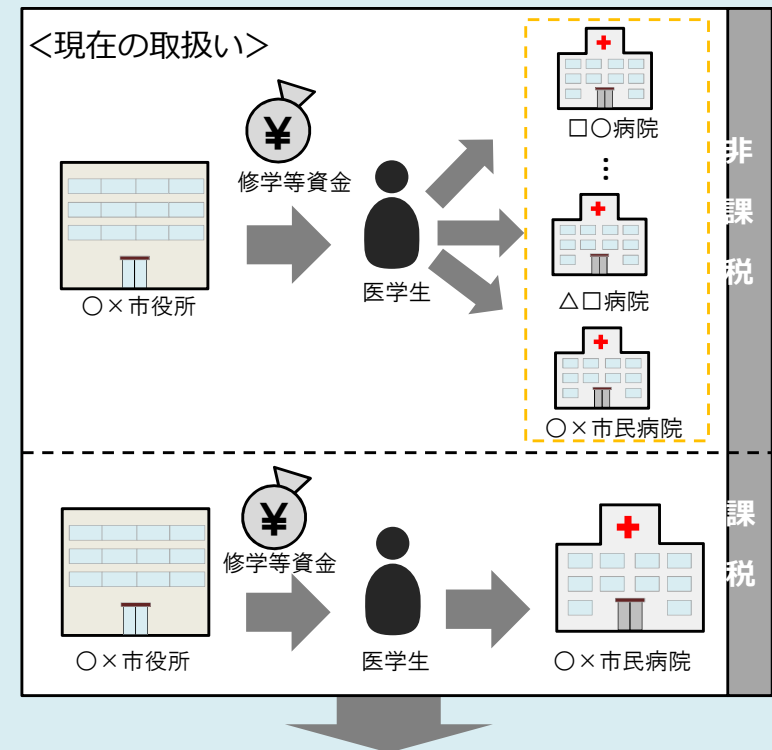 <現在の取扱い>
¥
修学等資金
○×市役所
医学生
□○病院
⋮
△□病院
○×市民病院
非課税
¥
修学等資金
○×市役所
医学生
○×市民病院
課税